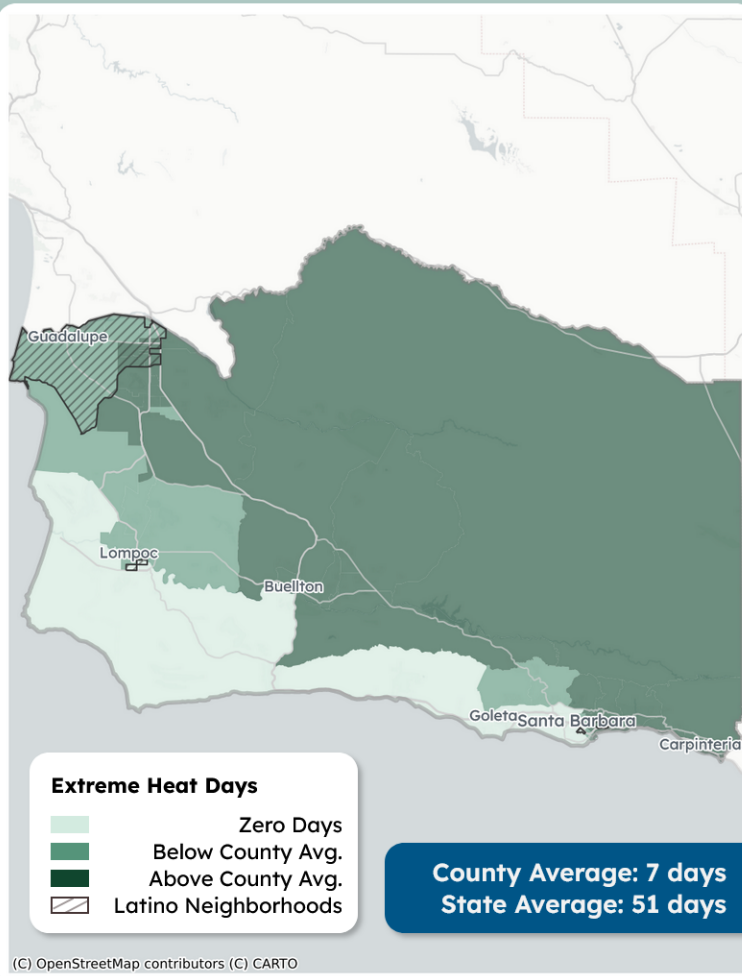 Guadalupe
Lompoc
Buellton
Goleta
Santa Barbara
Carpinteria
Extreme Heat Days
Zero Days
Below County Avg.
Above County Avg.
Latino Neighborhoods
County Average: 7 days
State Average: 51 days
(C) OpenStreetMap contributors (C) CARTO